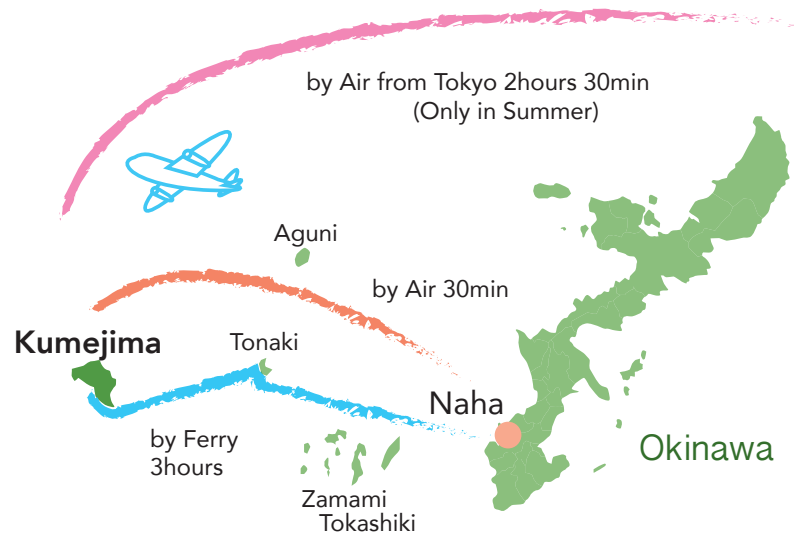 by Air from Tokyo 2hours 30min
(Only in Summer)
Aguni
by Air 30min
Kumejima
Tonaki
Naha
by Ferry
3hours
Okinawa
Zamami
Tokashiki